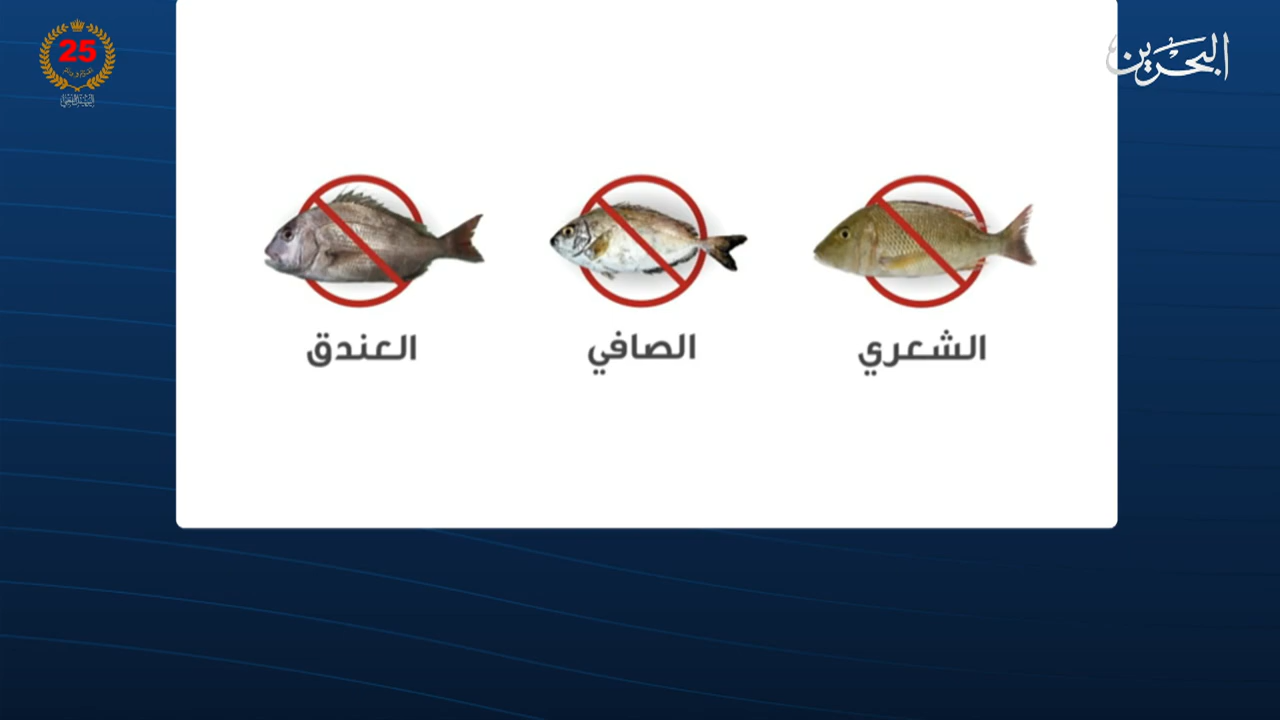 البحرين
25
الشعري
الصافي
العندق